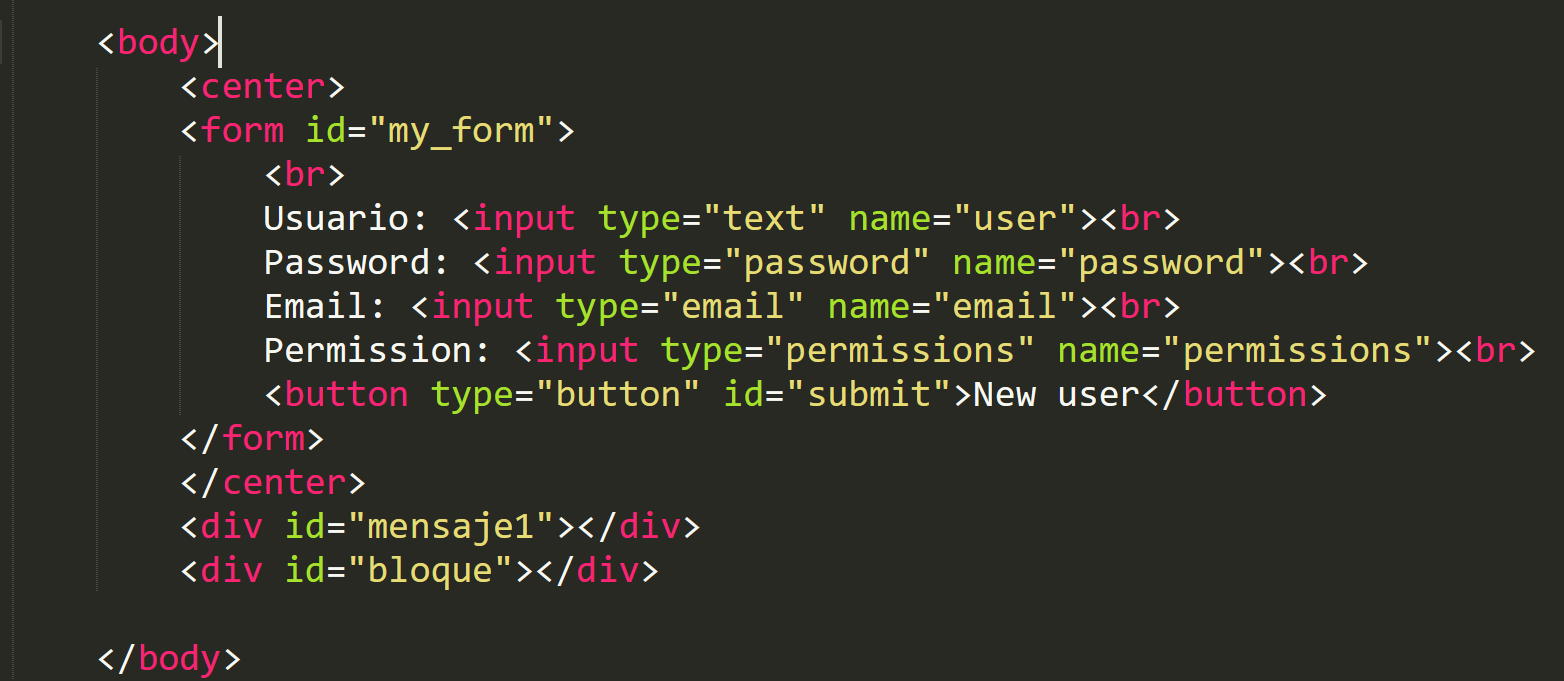 <body>
<center>
<form id="my_form">
<br>
Usuario: <input type="text" name="user"><br>
Password: <input type="password" name="password"><br>
Email: <input type="email" name="email"><br>
Permission: <input type="permissions" name="permissions"><br>
<button type="button" id="submit">New user</button>
</form>
</center>
<div id="mensaje1"></div>
<div id="bloque"></div>
</body>